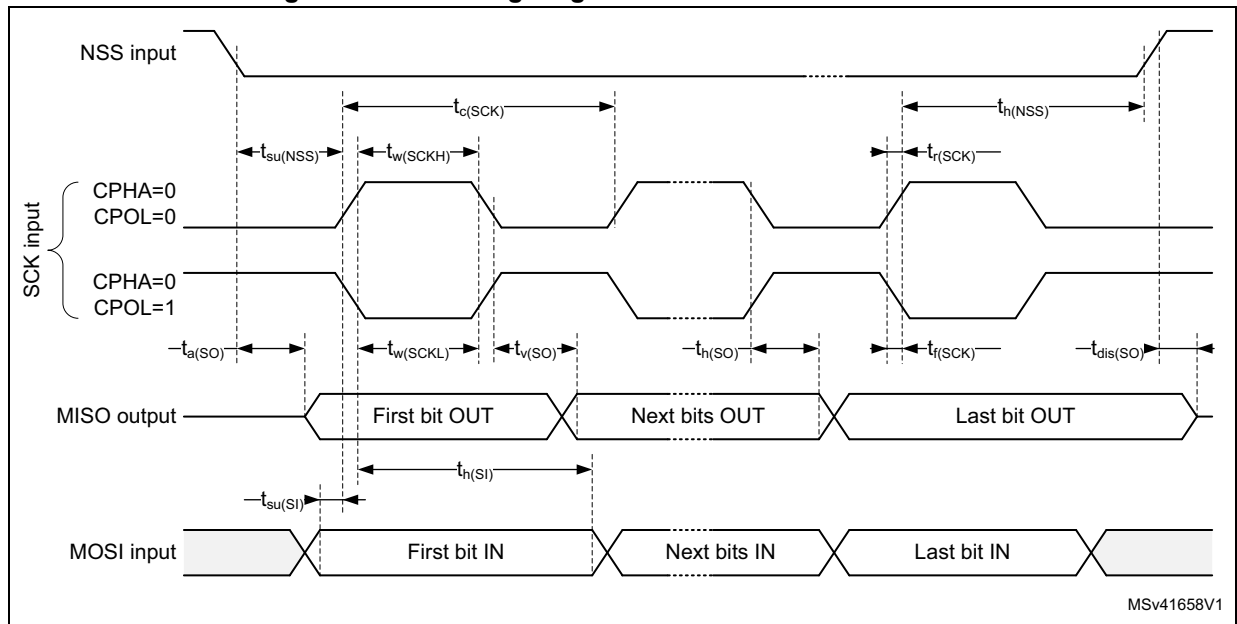 NSS input
tc(SCK)
th(NSS)
tsu(NSS)
tw(SCKH)
tr(SCK)
SCK input
CPHA=0
CPOL=0
CPHA=0
CPOL=1
ta(SO)
tw(SCKL)
tv(SO)
th(SO)
tf(SCK)
tdis(SO)
MISO output
First bit OUT
Next bits OUT
Last bit OUT
th(SI)
tsu(SI)
MOSI input
First bit IN
Next bits IN
Last bit IN
MSv41658V1